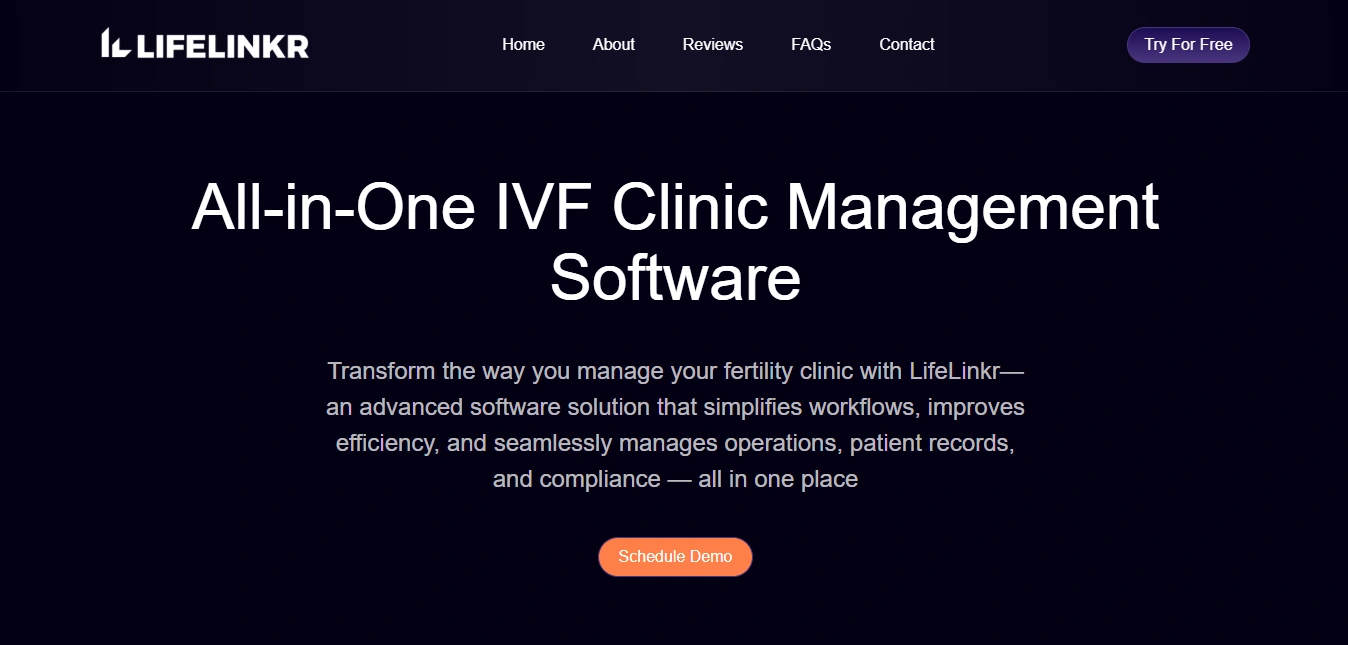 LIFELINKR
Home
About
Reviews
FAQs
Contact
Try For Free
All-in-One IVF Clinic Management
Software
Transform the way you manage your fertility clinic with LifeLinkr—
an advanced software solution that simplifies workflows, improves
efficiency, and seamlessly manages operations, patient records,
and compliance — all in one place
Schedule Demo